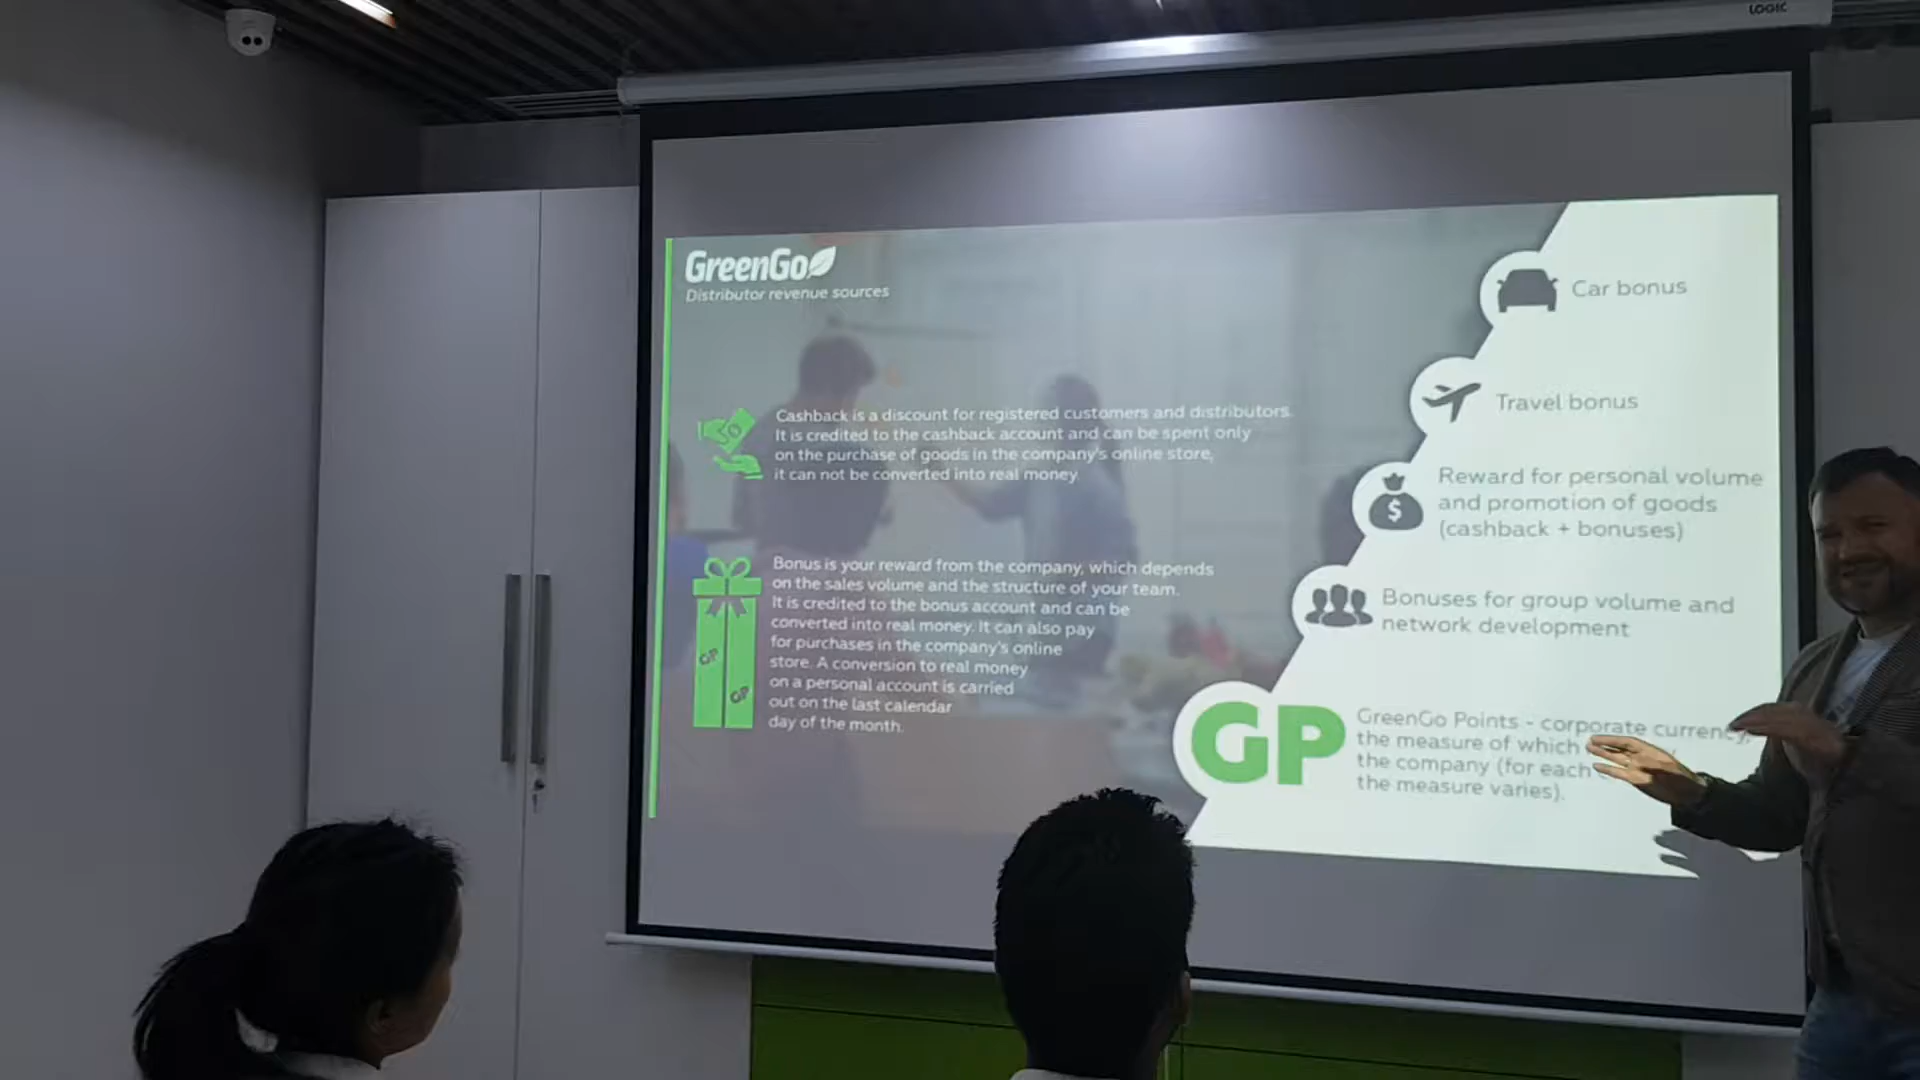 LOGIC
GreenGo
Distributor revenue sources
Cashback is a discount for registered customers and distributors.
It is credited to the cashback account and can be spent only
on the purchase of goods in the company's online store,
it can not be converted into real money.
Bonus is your reward from the company, which depends
on the sales volume and the structure of your team.
It is credited to the bonus account and can be
converted into real money. It can also pay
for purchases in the company's online
store. A conversion to real money
on a personal account is carried
out on the last calendar
day of the month.
GP
GP
Car bonus
Travel bonus
$
Reward for personal volume
and promotion of goods
(cashback + bonuses)
Bonuses for group volume and
network development
GP
GreenGo Points - corporate currency,
the measure of which
the company (for each
the measure varies).